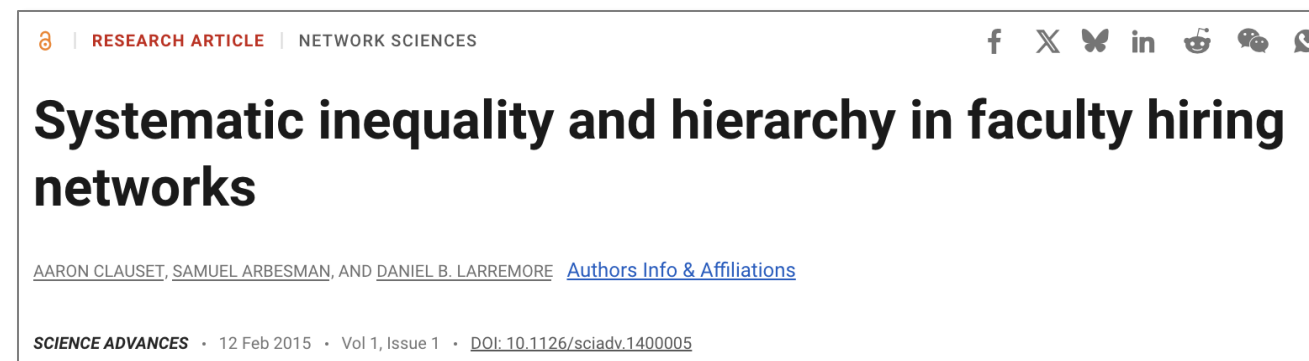 RESEARCH ARTICLE | NETWORK SCIENCES
Systematic inequality and hierarchy in faculty hiring
networks
AARON CLAUSET, SAMUEL ARBESMAN, AND DANIEL B. LARREMORE Authors Info & Affiliations
SCIENCE ADVANCES • 12 Feb 2015 • Vol 1, Issue 1 • DOI: 10.1126/sciadv.1400005